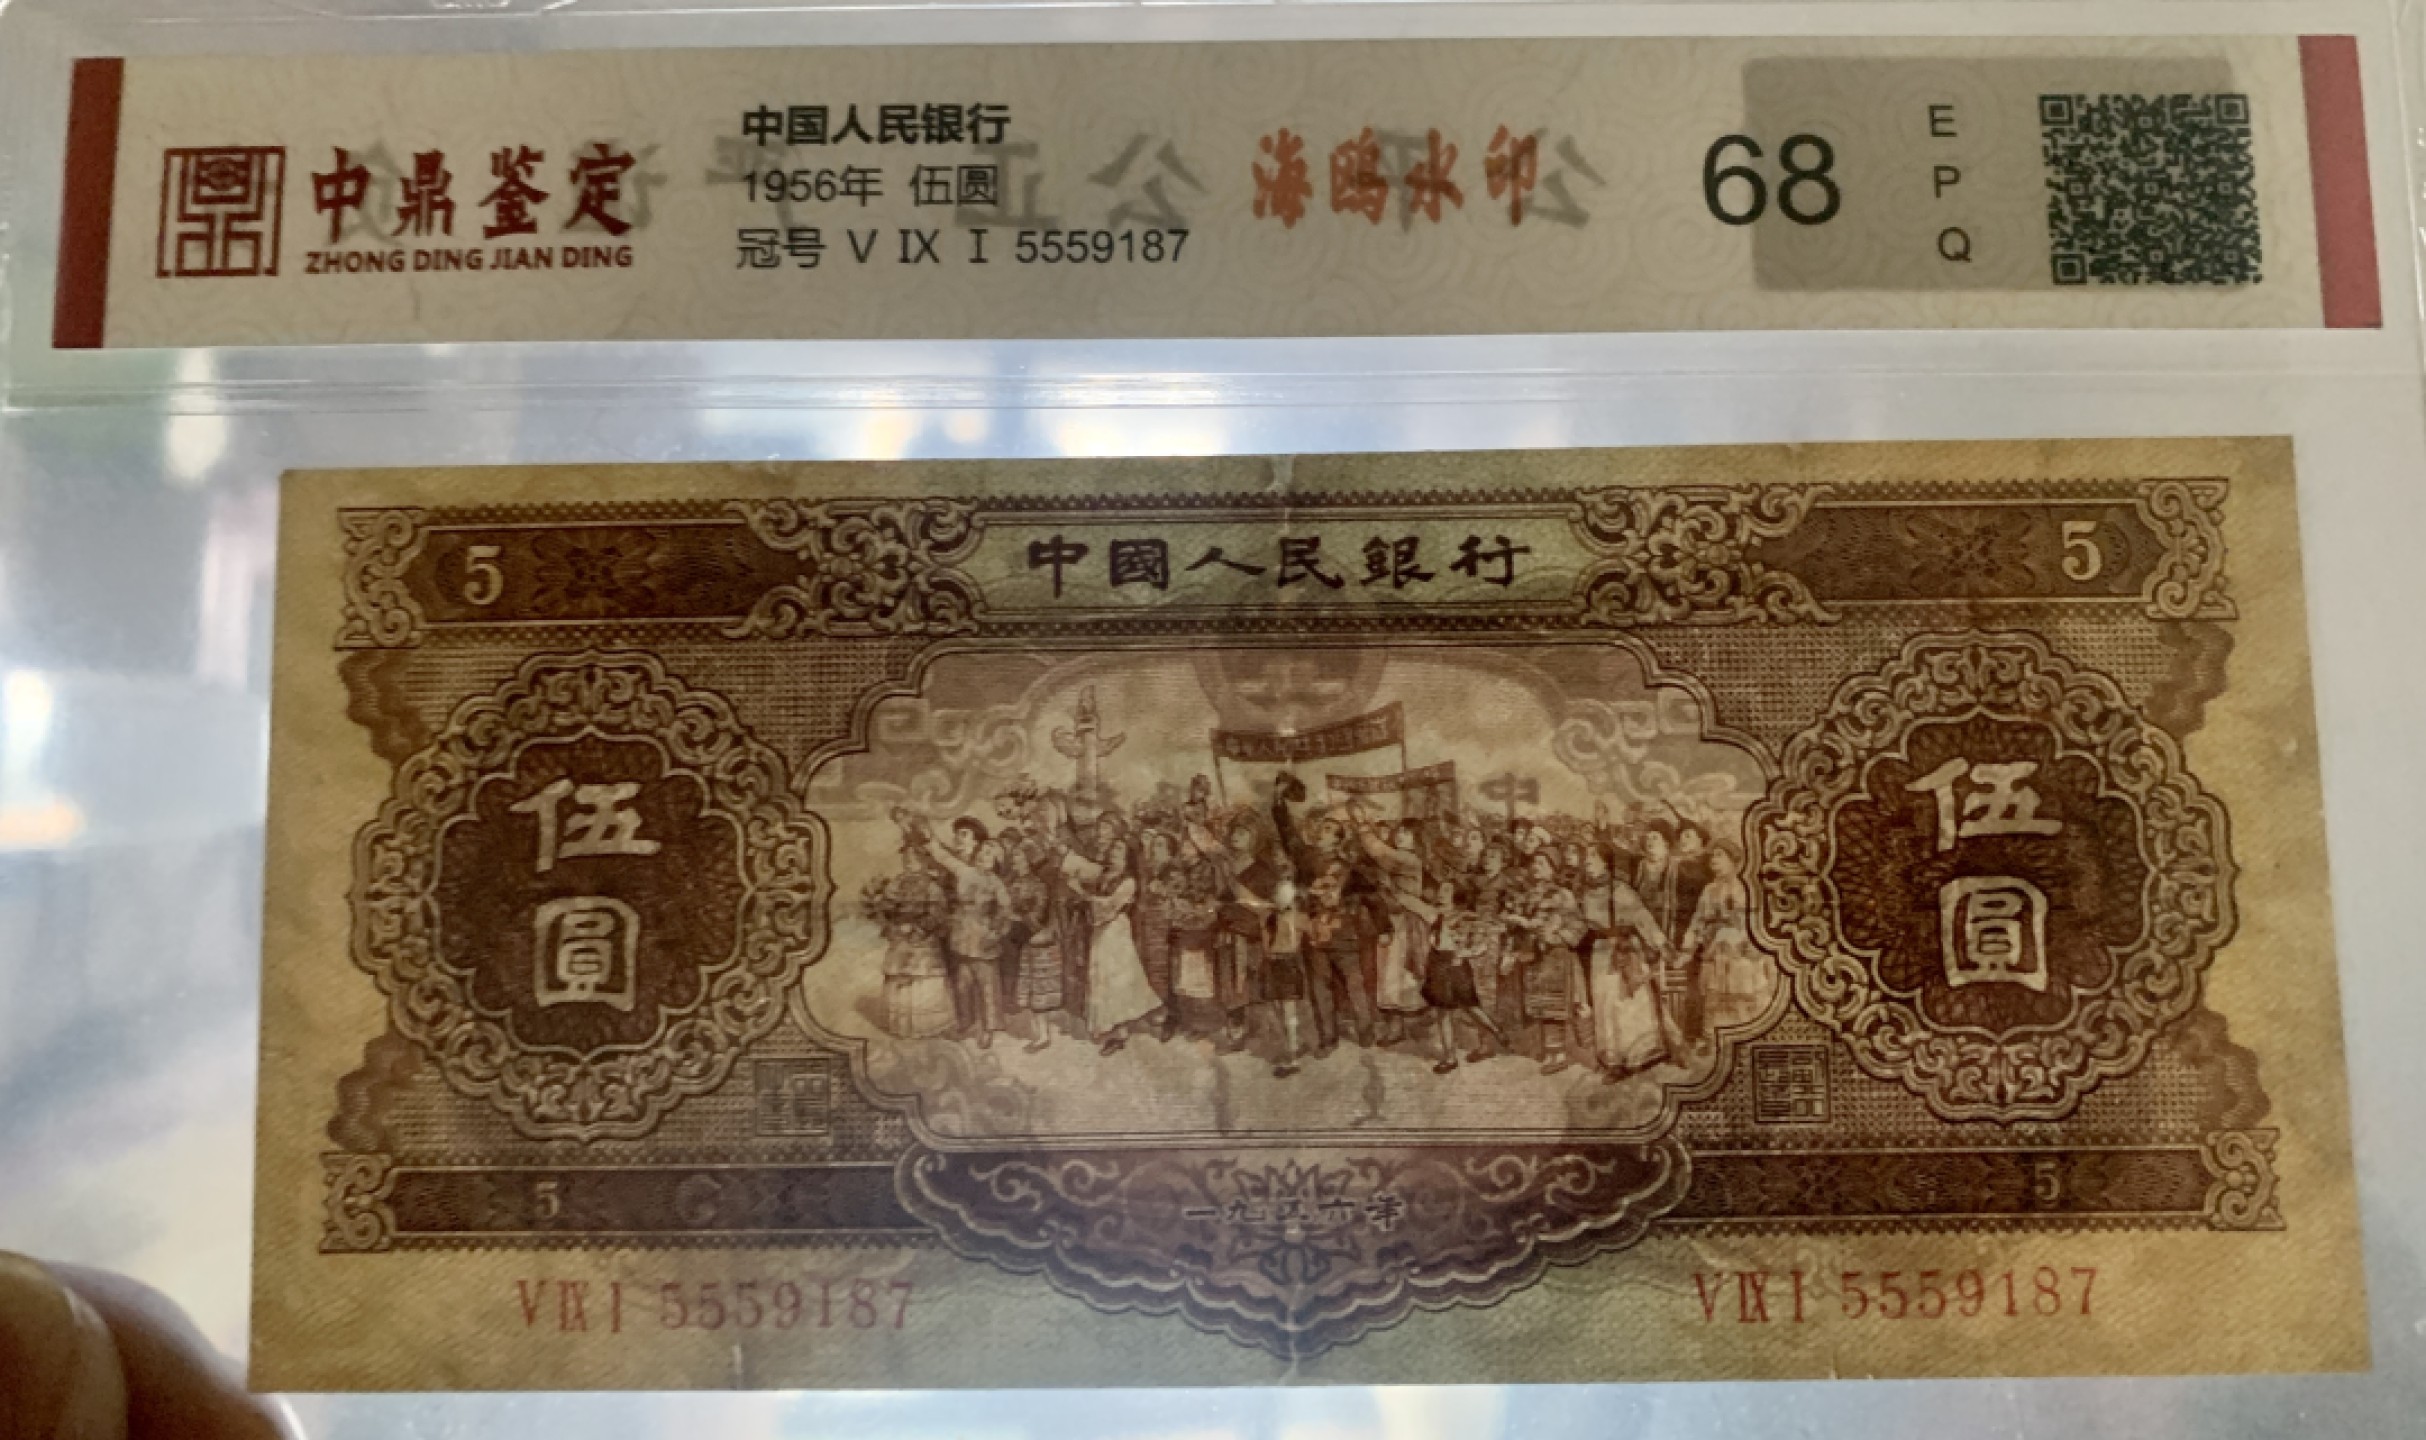 中鼎鉴定
ZHONG DING JIAN DING
中国人民银行
1956年 伍圆
冠号 V IX I 5559187
海鸥水印
68
E
P
Q
5
中國人民銀行
5
伍
圓
伍
圓
5
一九五六年
5
V IX I 5559187
V IX I 5559187